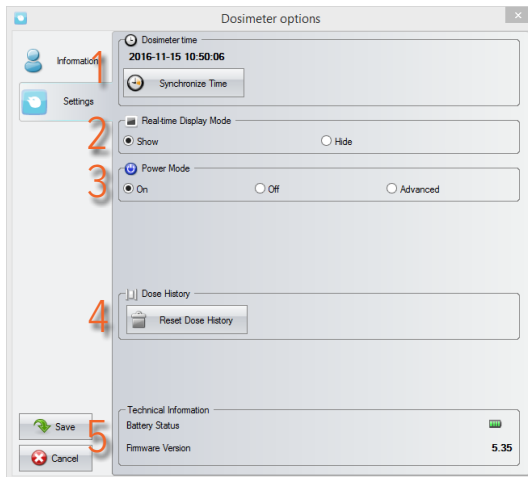 Dosimeter options
Information
Settings
1
Dosimeter time
2016-11-15 10:50:06
Synchronize Time
2
Real-time Display Mode
Show
Hide
3
Power Mode
On
Off
Advanced
4
Dose History
Reset Dose History
5
Technical Information
Battery Status
Firmware Version
5.35
Save
Cancel